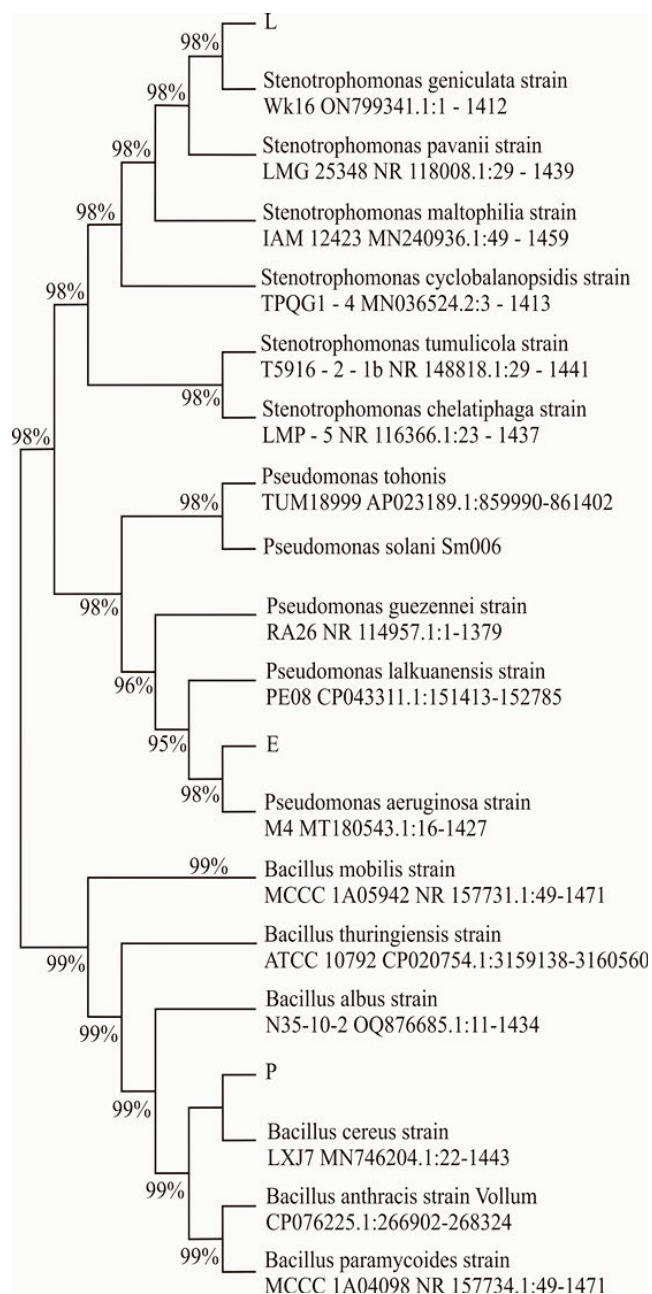 L
98%
Stenotrophomonas geniculata strain
Wk16 ON799341.1:1 - 1412
98%
Stenotrophomonas pavanii strain
LMG 25348 NR 118008.1:29 - 1439
98%
Stenotrophomonas maltophilia strain
IAM 12423 MN240936.1:49 - 1459
98%
Stenotrophomonas cyclobalanopsidis strain
TPQG1 - 4 MN036524.2:3 - 1413
98%
Stenotrophomonas tumulicola strain
T5916 - 2 - 1b NR 148818.1:29 - 1441
98%
Stenotrophomonas chelatiphaga strain
LMP - 5 NR 116366.1:23 - 1437
98%
Pseudomonas tohonis
TUM18999 AP023189.1:859990-861402
98%
Pseudomonas solani Sm006
98%
Pseudomonas guezennei strain
RA26 NR 114957.1:1-1379
96%
Pseudomonas lalkuanensis strain
PE08 CP043311.1:151413-152785
95%
E
98%
Pseudomonas aeruginosa strain
M4 MT180543.1:16-1427
99%
Bacillus mobilis strain
MCCC 1A05942 NR 157731.1:49-1471
99%
Bacillus thuringiensis strain
ATCC 10792 CP020754.1:3159138-3160560
99%
Bacillus albus strain
N35-10-2 OQ876685.1:11-1434
99%
P
Bacillus cereus strain
LXJ7 MN746204.1:22-1443
99%
Bacillus anthracis strain Vollum
CP076225.1:266902-268324
99%
Bacillus paramycoides strain
MCCC 1A04098 NR 157734.1:49-1471